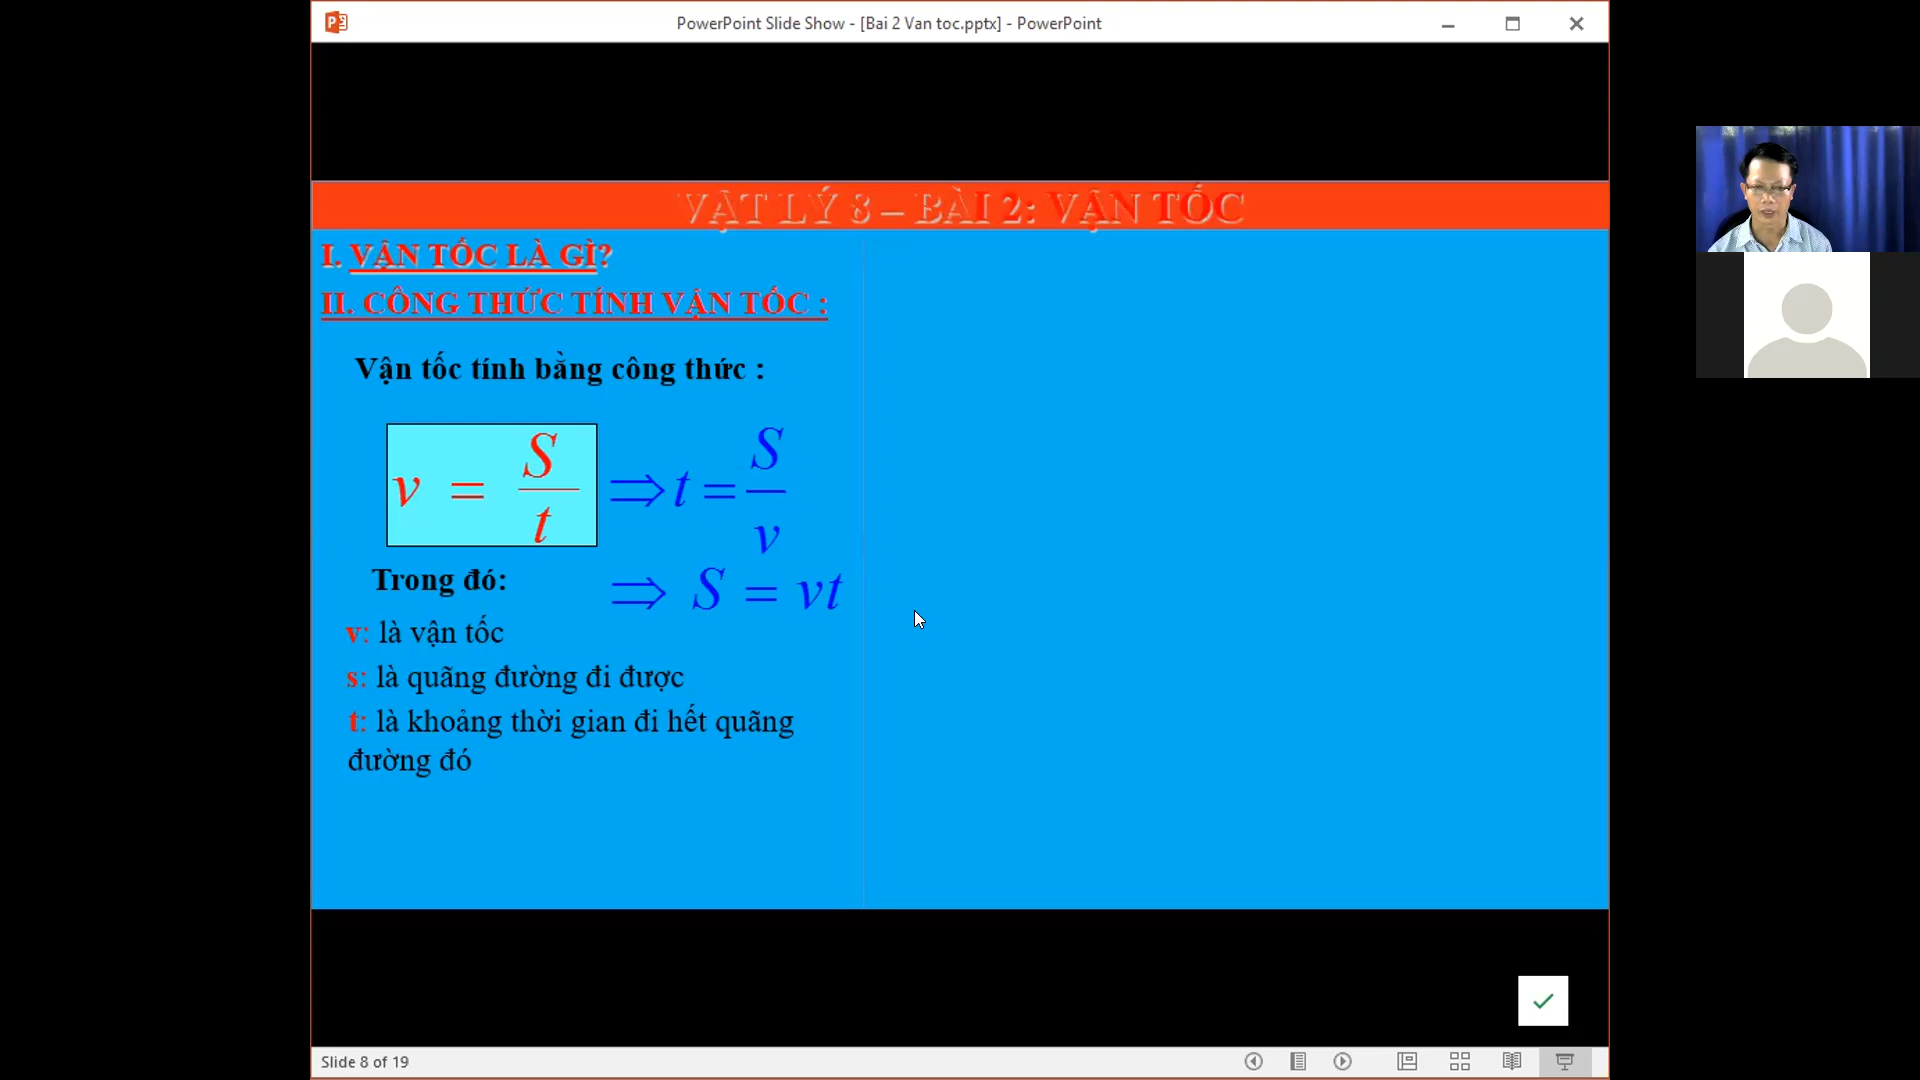 PowerPoint Slide Show - [Bai 2 Van toc.pptx] - PowerPoint
VẬT LÝ 8 – BÀI 2: VẬN TỐC
I. VẬN TỐC LÀ GÌ?
II. CÔNG THỨC TÍNH VẬN TỐC :
Vận tốc tính bằng công thức :
v = S/t ⇒ t = S/v
⇒ S = vt
Trong đó:
v: là vận tốc
s: là quãng đường đi được
t: là khoảng thời gian đi hết quãng
đường đó
Slide 8 of 19